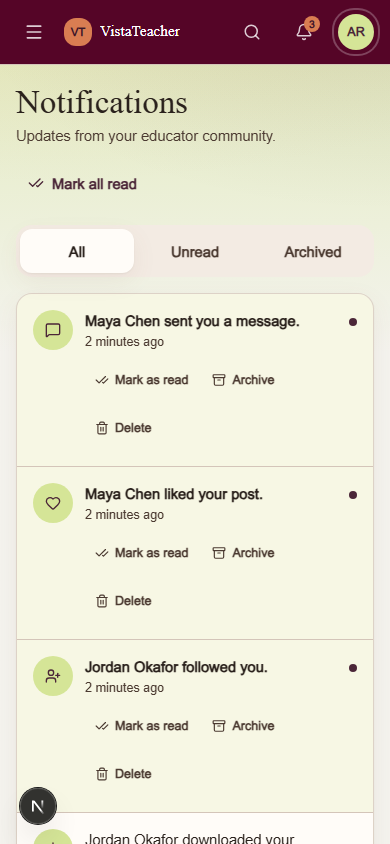 VT VistaTeacher 3 AR
Notifications
Updates from your educator community.
Mark all read
All Unread Archived
Maya Chen sent you a message.
2 minutes ago
Mark as read Archive
Delete
Maya Chen liked your post.
2 minutes ago
Mark as read Archive
Delete
Jordan Okafor followed you.
2 minutes ago
Mark as read Archive
Delete
N
Jordan Okafor downloaded your